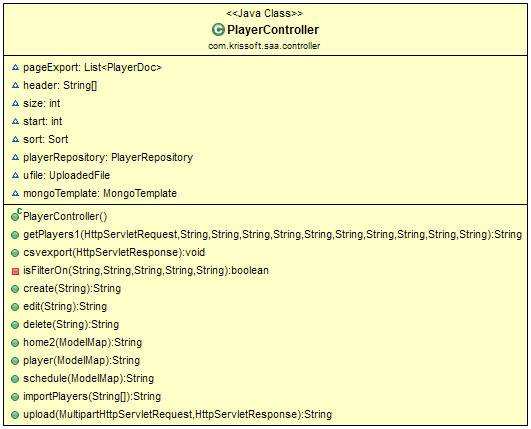 <<Java Class>>
PlayerController
com.krissoft.saa.controller
pageExport: List<PlayerDoc>
header: String[]
size: int
start: int
sort: Sort
playerRepository: PlayerRepository
ufile: UploadedFile
mongoTemplate: MongoTemplate
PlayerController()
getPlayers1(HttpServletRequest,String,String,String,String,String,String,String,String,String,String):String
csvexport(HttpServletResponse):void
isFilterOn(String,String,String,String):boolean
create(String):String
edit(String):String
delete(String):String
home2(ModelMap):String
player(ModelMap):String
schedule(ModelMap):String
importPlayers(String[]):String
upload(MultipartHttpServletRequest,HttpServletResponse):String